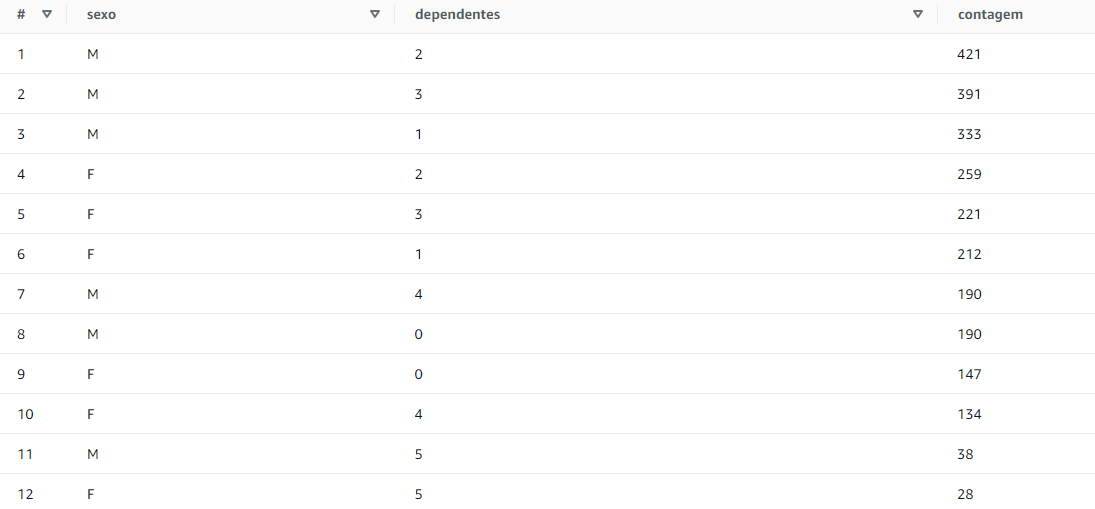 # sexo dependentes contagem
1 M 2 421
2 M 3 391
3 M 1 333
4 F 2 259
5 F 3 221
6 F 1 212
7 M 4 190
8 M 0 190
9 F 0 147
10 F 4 134
11 M 5 38
12 F 5 28